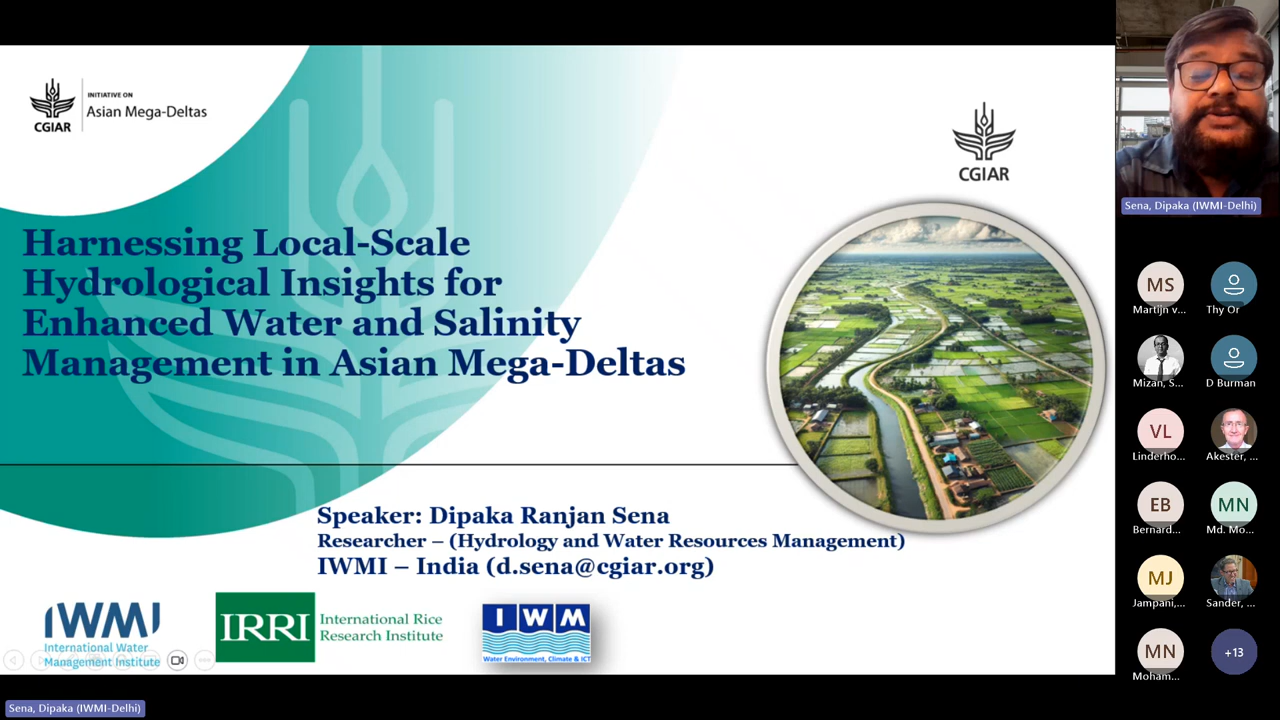 INITIATIVE ON
Asian Mega-Deltas
CGIAR
CGIAR
Harnessing Local-Scale
Hydrological Insights for
Enhanced Water and Salinity
Management in Asian Mega-Deltas
Speaker: Dipaka Ranjan Sena
Researcher – (Hydrology and Water Resources Management)
IWMI – India (d.sena@cgiar.org)
IWMI
International Water
Management Institute
IRRI
International Rice
Research Institute
IWM
Water Environment, Climate & ICT
Sena, Dipaka (IWMI-Delhi)
Sena, Dipaka (IWMI-Delhi)
MS
Martijn v...
Thy Or
Mizan, S...
D Burman
VL
Linderho...
Akester, ...
EB
Bernard...
MN
Md. Mo...
MJ
Jampani,...
Sander, ...
MN
Moham...
+13